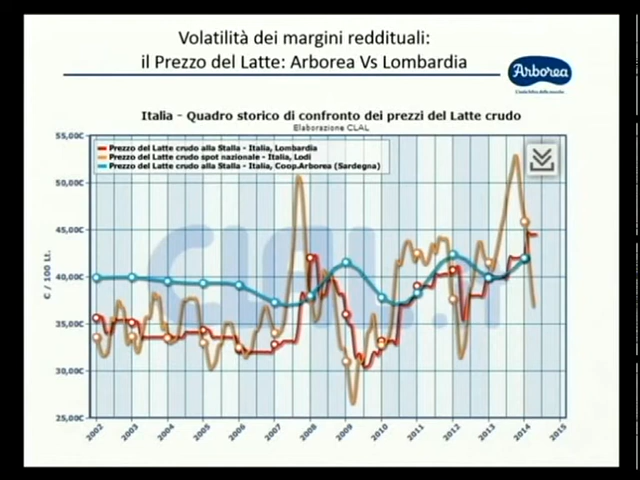 Volatilità dei margini reddituali:
il Prezzo del Latte: Arborea Vs Lombardia
Arborea
Italia - Quadro storico di confronto dei prezzi del Latte crudo
Elaborazione CLAL
Prezzo del Latte crudo alla Stalla - Italia, Lombardia
Prezzo del Latte crudo spot nazionale - Italia, Lodi
Prezzo del Latte crudo alla Stalla - Italia, Coop.Arborea (Sardegna)
CLAL.it
€ / 100 Lt.
55,00€
50,00€
45,00€
40,00€
35,00€
30,00€
25,00€
2002 2003 2004 2005 2006 2007 2008 2009 2010 2011 2012 2013 2014 2015